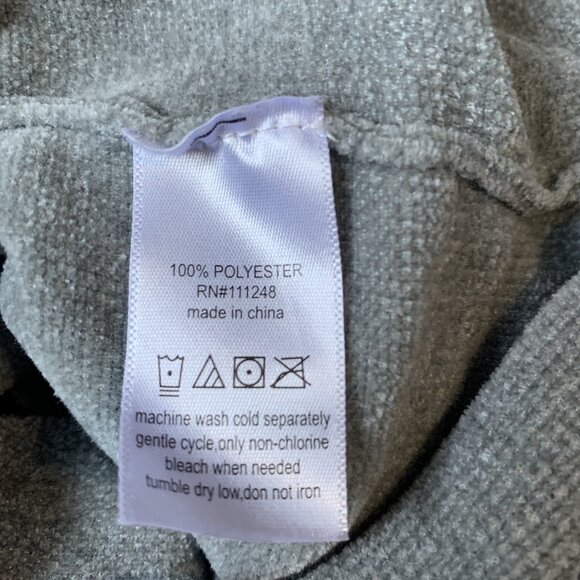 100% POLYESTER
RN#111248
made in china
machine wash cold separately
gentle cycle,only non-chlorine
bleach when needed
tumble dry low,don not iron